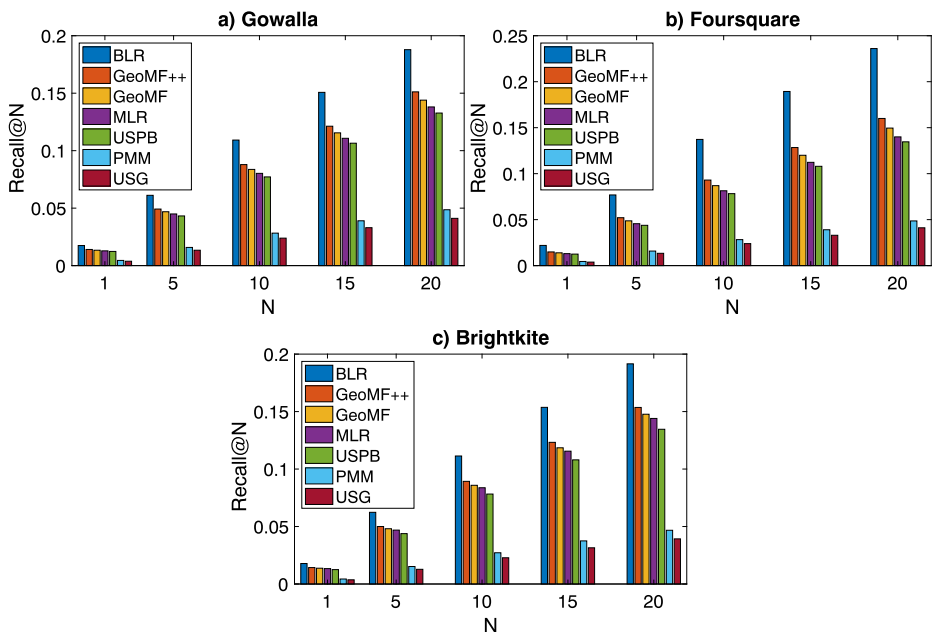 a) Gowalla
0.2
0.15
0.1
0.05
0
Recall@N
BLR
GeoMF++
GeoMF
MLR
USPB
PMM
USG
1 5 10 15 20
N
b) Foursquare
0.25
0.2
0.15
0.1
0.05
0
Recall@N
BLR
GeoMF++
GeoMF
MLR
USPB
PMM
USG
1 5 10 15 20
N
c) Brightkite
0.2
0.15
0.1
0.05
0
Recall@N
BLR
GeoMF++
GeoMF
MLR
USPB
PMM
USG
1 5 10 15 20
N